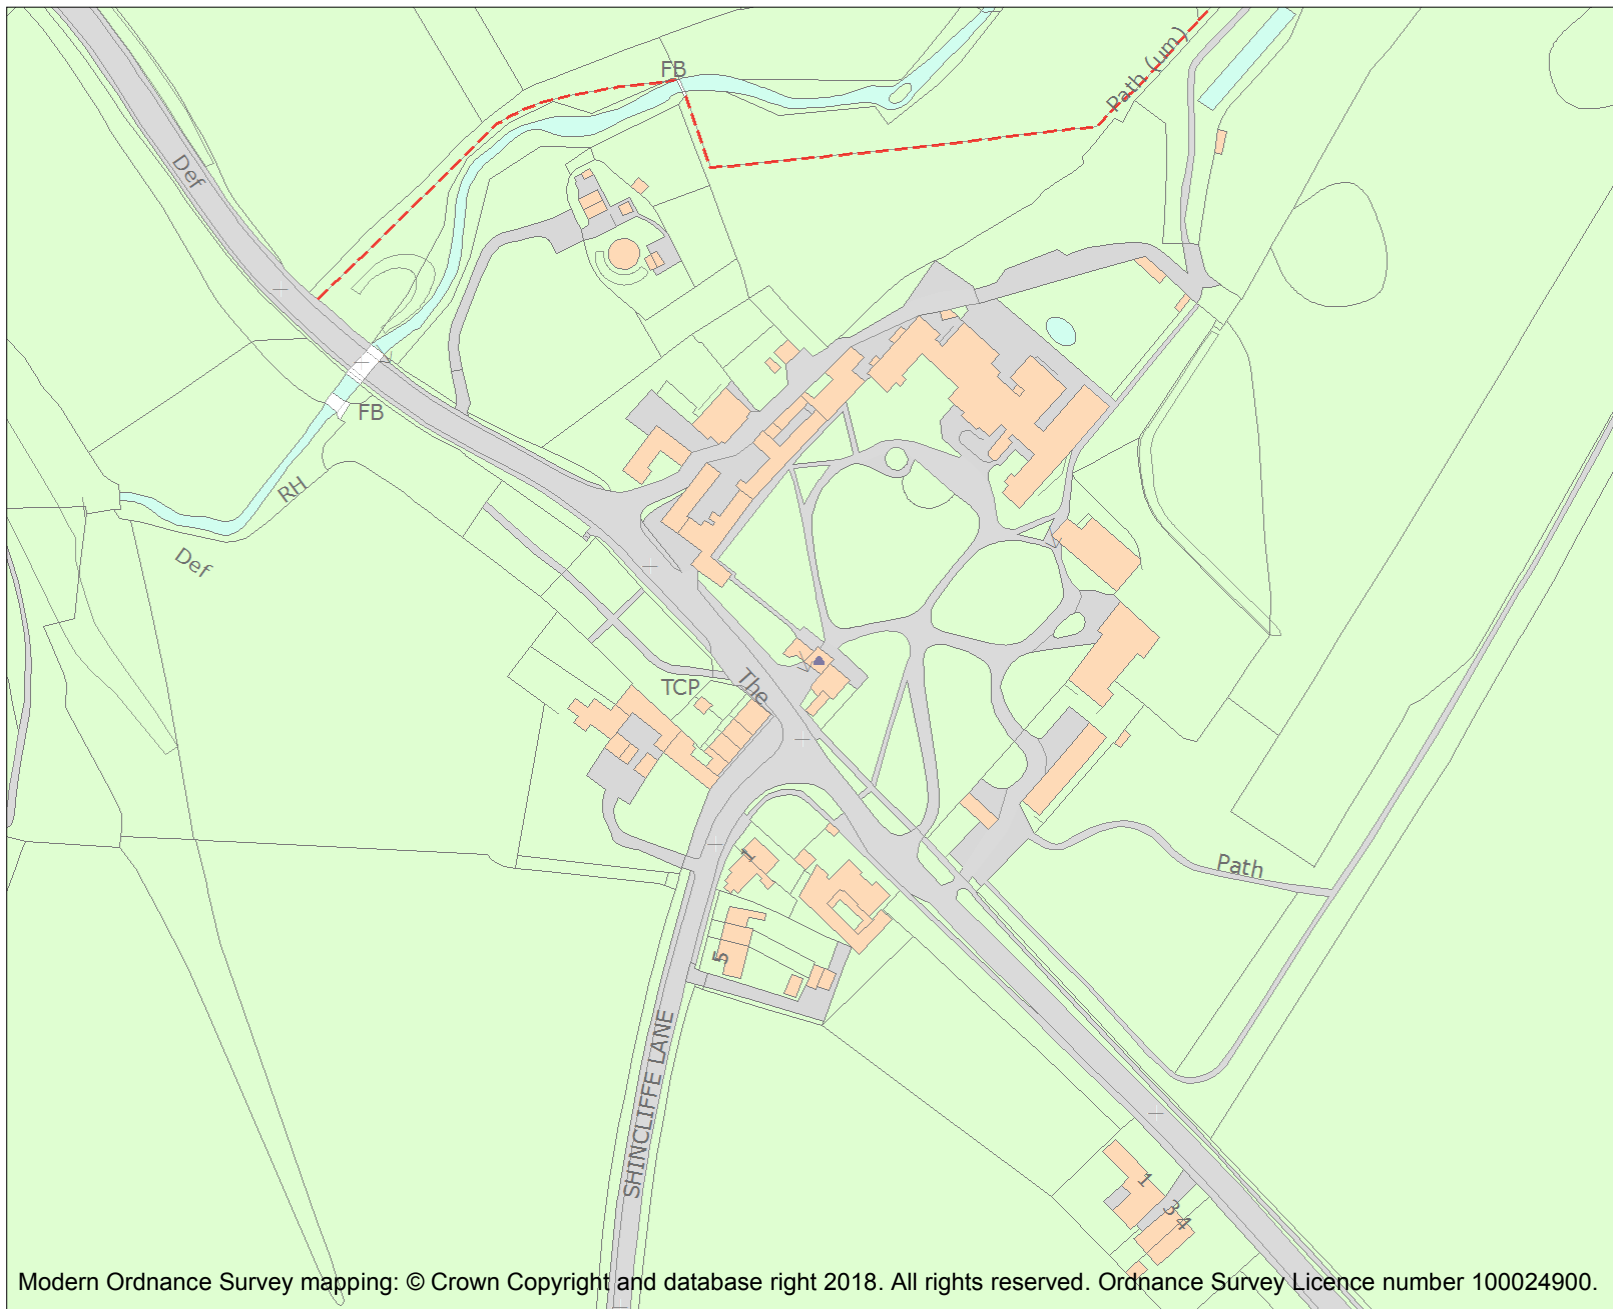 FB
Path (um)
Def
FB
RH
Def
TCP
The
1
Path
5
SHINCLIFFE LANE
1
3
4
Modern Ordnance Survey mapping: © Crown Copyright and database right 2018. All rights reserved. Ordnance Survey Licence number 100024900.